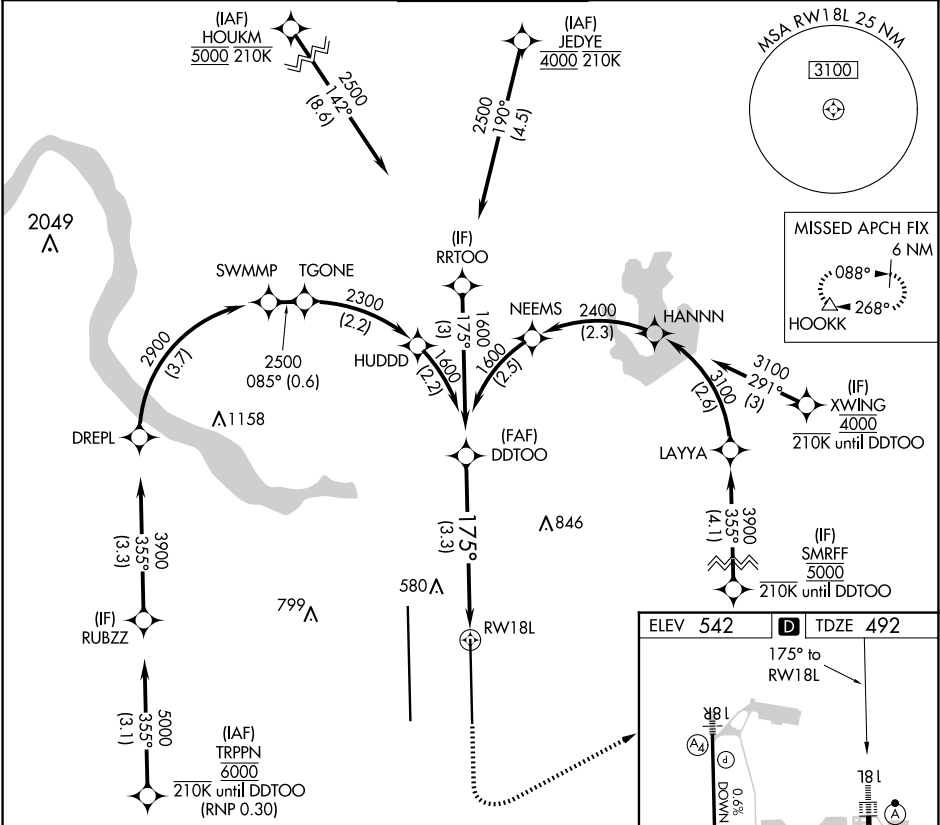 (IAF)
HOUKM
5000 210K
2500
142°
(8.6)
(IAF)
JEDYE
4000 210K
2500
190°
(4.5)
MSA RW18L 25 NM
3100
2049
MISSED APCH FIX
6 NM
088°
268°
HOOKK
(IF)
RRTOO
1600
175°
(3)
SWMMP
TGONE
2300
(2.2)
2500
085° (0.6)
2900
(3.7)
HUDDD
1600
(2.2)
NEEMS
1600
(2.5)
2400
(2.3)
HANNN
3100
(2.6)
3100
291°
(3)
(IF)
XWING
4000
210K until DDTOO
DREPL
1158
(FAF)
DDTOO
LAYYA
175°
(3.3)
846
3900
355°
(4.1)
(IF)
SMRFF
5000
210K until DDTOO
3900
355°
(3.3)
(IF)
RUBZZ
799
580
RW18L
5000
355°
(3.1)
(IAF)
TRPPN
6000
210K until DDTOO
(RNP 0.30)
ELEV 542
D
TDZE 492
175° to
RW18L
18R
A4
P
0.6%
DOWN
18L
A